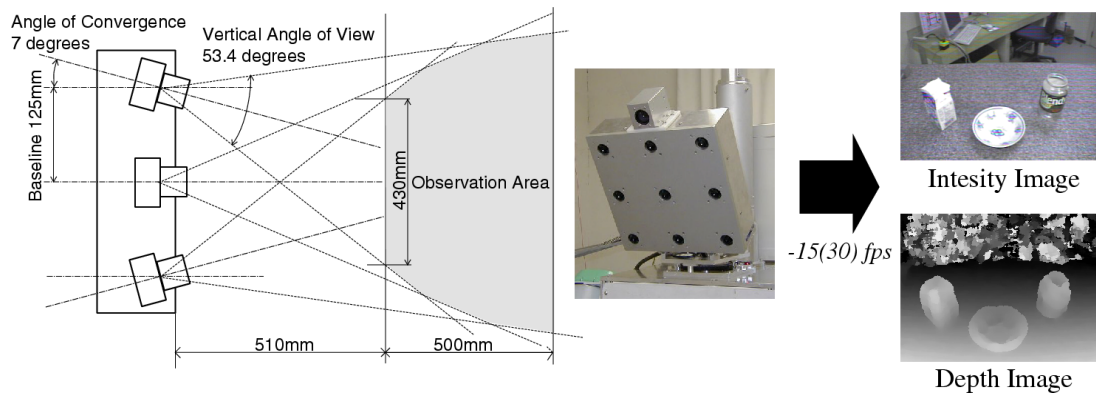 Angle of Convergence
7 degrees
Vertical Angle of View
53.4 degrees
Baseline 125mm
430mm
Observation Area
510mm
500mm
-15(30) fps
Intesity Image
Depth Image